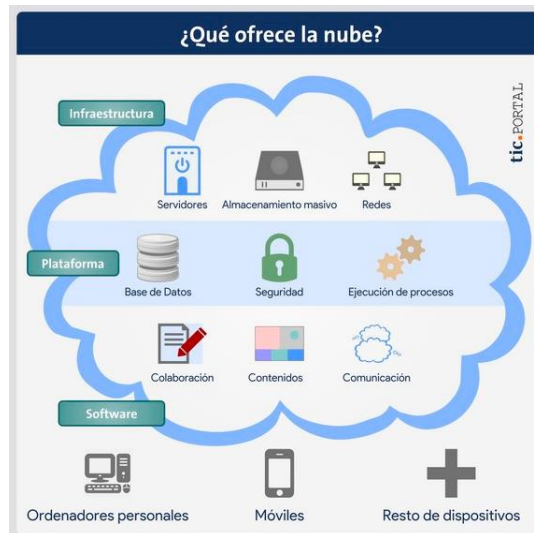 ¿Qué ofrece la nube?
tic.PORTAL
Infraestructura
Servidores
Almacenamiento masivo
Redes
Plataforma
Base de Datos
Seguridad
Ejecución de procesos
Colaboración
Contenidos
Comunicación
Software
Ordenadores personales
Móviles
Resto de dispositivos